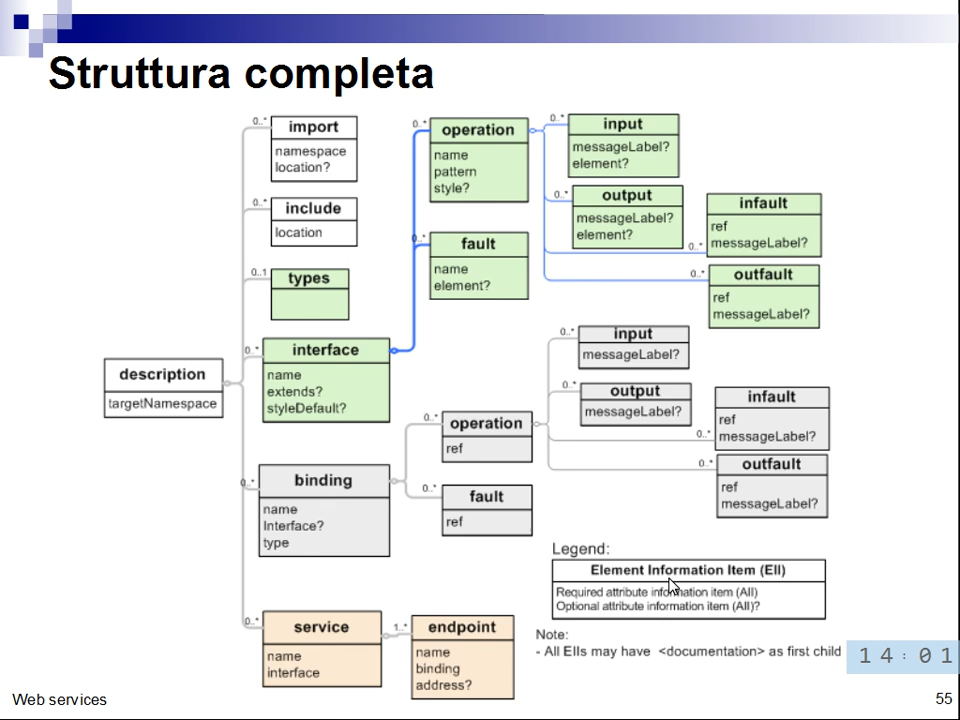 Struttura completa
0..*
import
namespace
location?
0..*
include
location
0..1
types
0..*
interface
name
extends?
styleDefault?
description
targetNamespace
0..*
binding
name
Interface?
type
0..*
service
name
interface
1..*
endpoint
name
binding
address?
0..*
operation
name
pattern
style?
0..*
fault
name
element?
0..*
input
messageLabel?
element?
0..*
output
messageLabel?
element?
0..*
infault
ref
messageLabel?
0..*
outfault
ref
messageLabel?
0..*
operation
ref
0..*
fault
ref
0..*
input
messageLabel?
0..*
output
messageLabel?
0..*
infault
ref
messageLabel?
0..*
outfault
ref
messageLabel?
Legend:
Element Information Item (EII)
Required attribute information item (AII)
Optional attribute information item (AII)?
Note:
- All EIIs may have <documentation> as first child
14:01
Web services
55